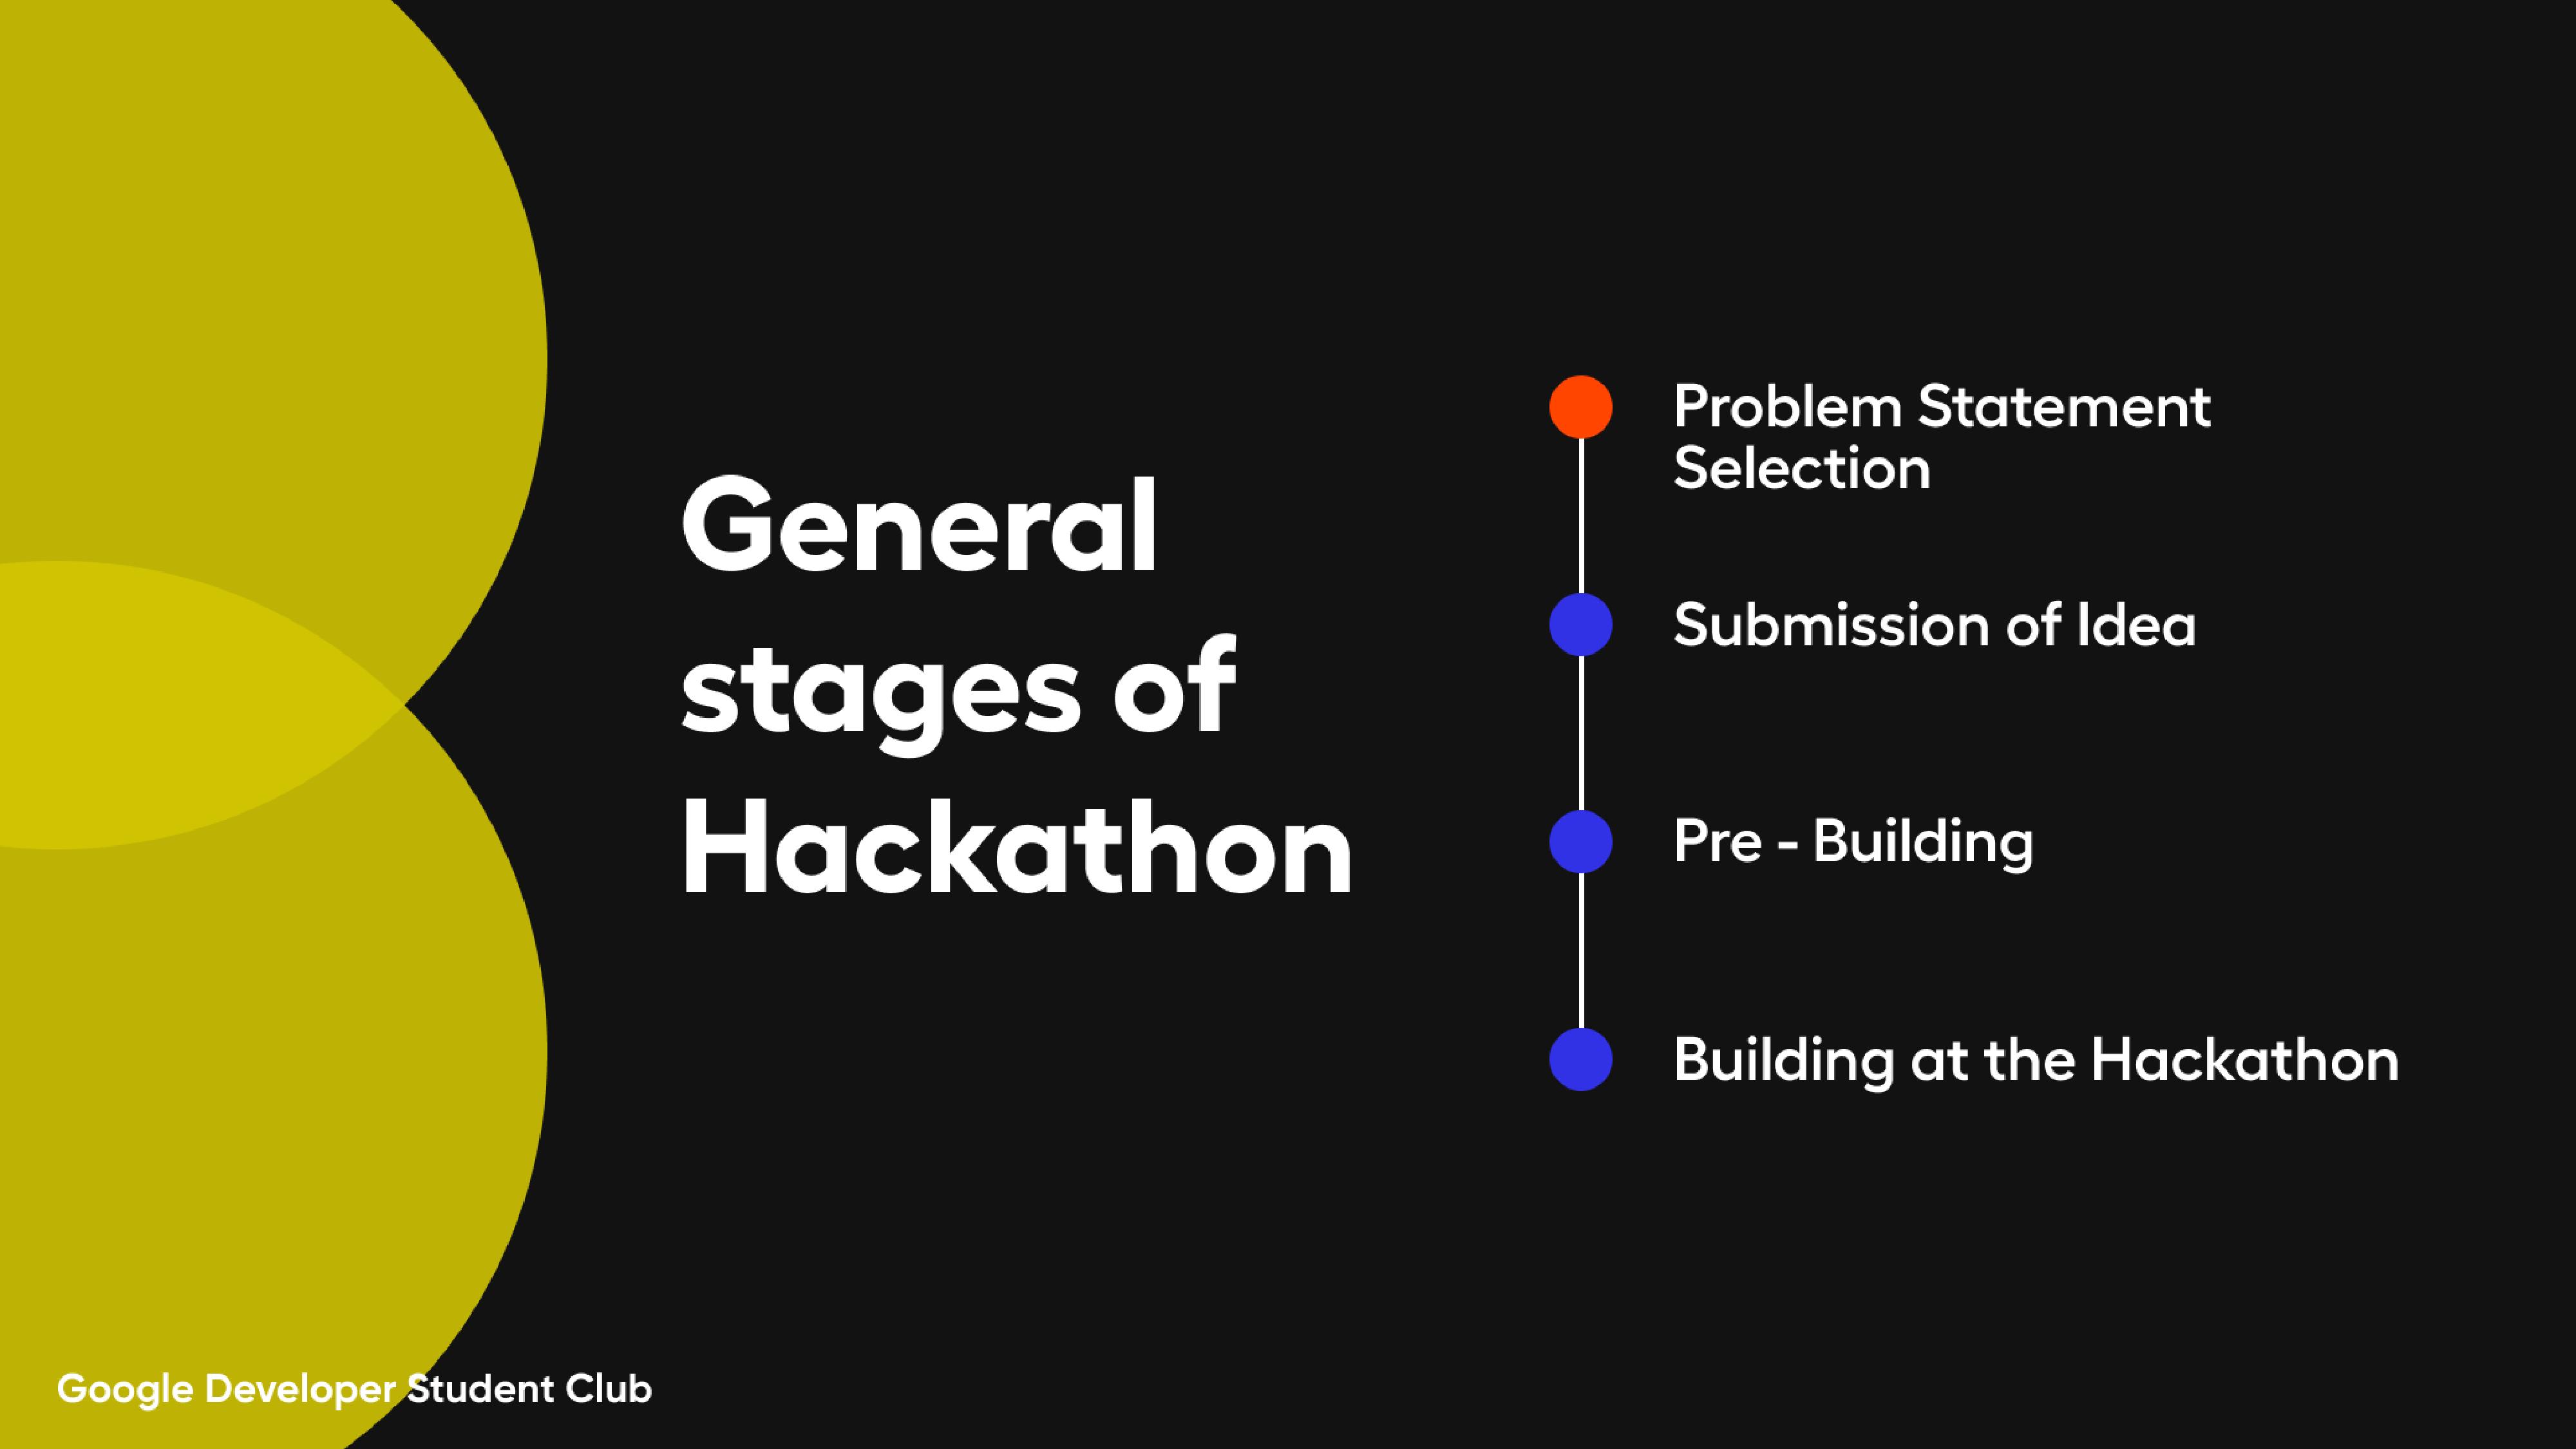 General
stages of
Hackathon
Problem Statement
Selection
Submission of Idea
Pre - Building
Building at the Hackathon
Google Developer Student Club